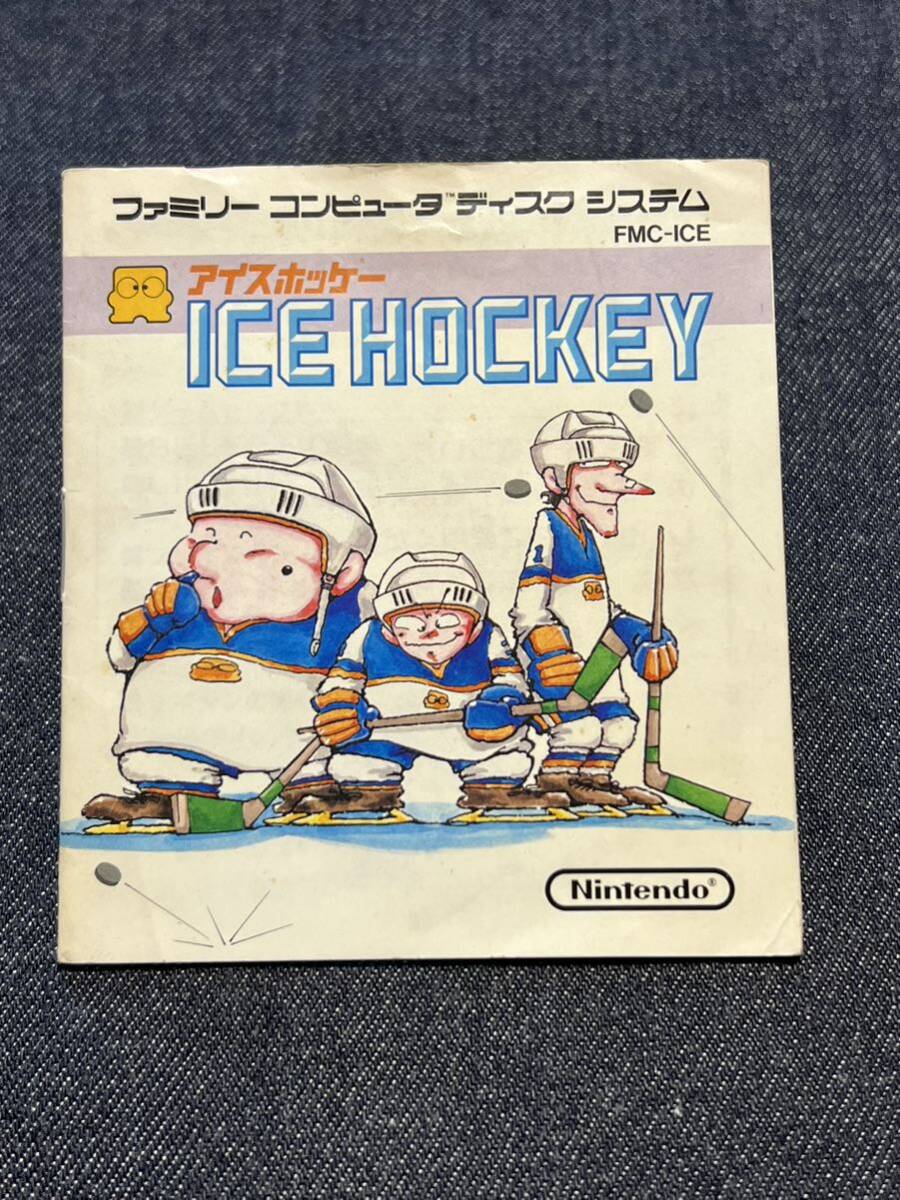 ファミリー コンピュータ™ ディスク システム
FMC-ICE
アイスホッケー
ICE HOCKEY
1
Nintendo®